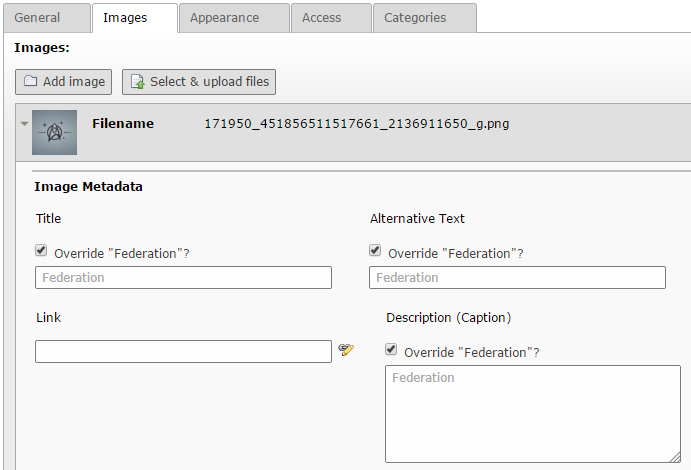 General Images Appearance Access Categories
Images:
Add image Select & upload files
Filename 171950_451856511517661_2136911650_g.png
Image Metadata
Title Alternative Text
Override "Federation"? Override "Federation"?
Federation Federation
Link Description (Caption)
Override "Federation"?
Federation